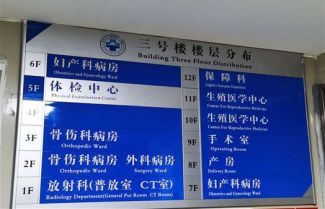 三号楼楼层分布
Building Three Floor Distribution
6F 妇产科病房
Obstetrics and Gynecology Ward
5F 体检中心
Physical Examination Center
4F
3F 骨伤科病房
Orthopedic Ward
2F 骨伤科病房 外科病房
Orthopedic Ward Surgery Ward
1F 放射科(普放室 CT室)
Radiology Department(General Put Room CT Room)
12F 保障科
11F 生殖医学中心
Center For Reproductive Medicine
10F 生殖医学中心
Center For Reproductive Medicine
9F 手术室
Operating Room
8F 产房
Delivery Room
7F 妇产科病房
Obstetrics and Gynecology Ward